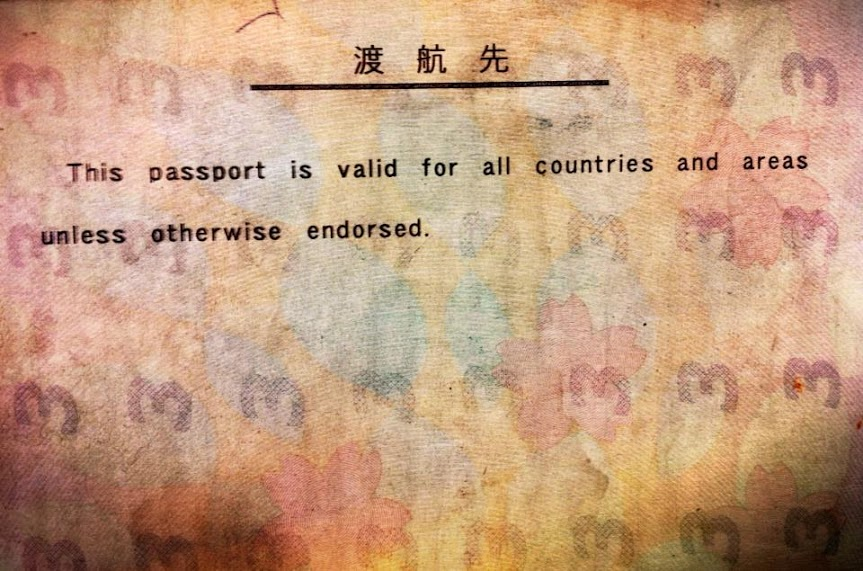 渡航先
This passport is valid for all countries and areas
unless otherwise endorsed.